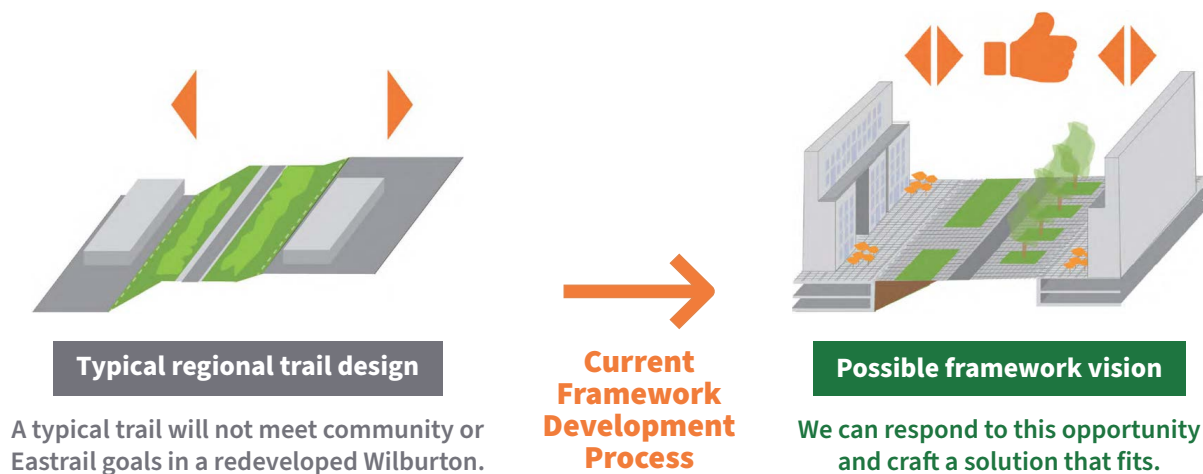 Typical regional trail design
A typical trail will not meet community or
Eastrail goals in a redeveloped Wilburton.
Current
Framework
Development
Process
Possible framework vision
We can respond to this opportunity
and craft a solution that fits.